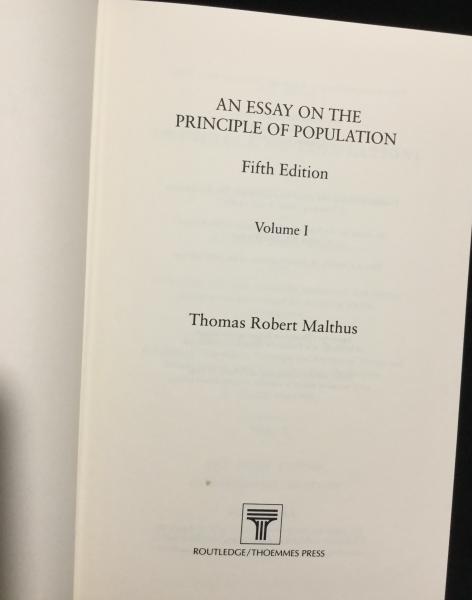 AN ESSAY ON THE
PRINCIPLE OF POPULATION
Fifth Edition
Volume I
Thomas Robert Malthus
ROUTLEDGE/THOEMMES PRESS